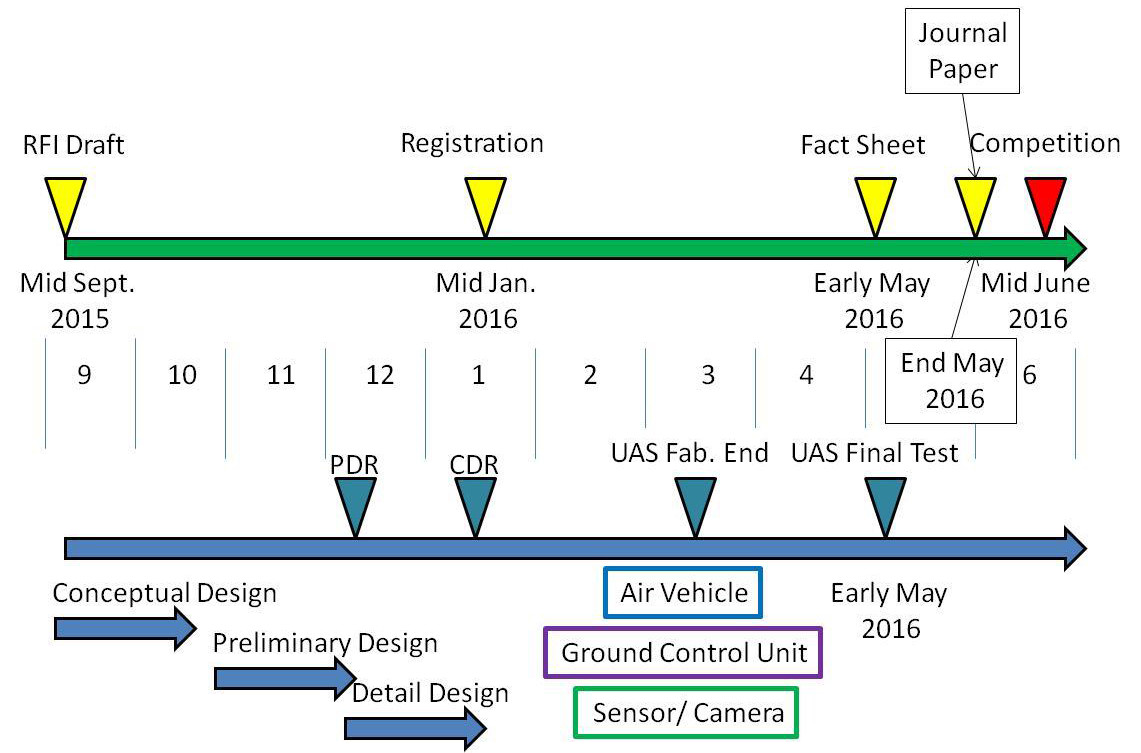 Journal
Paper
RFI Draft
Registration
Fact Sheet
Competition
Mid Sept.
2015
Mid Jan.
2016
Early May
2016
Mid June
2016
9
10
11
12
1
2
3
4
End May
2016
6
PDR
CDR
UAS Fab. End
UAS Final Test
Conceptual Design
Preliminary Design
Detail Design
Air Vehicle
Ground Control Unit
Sensor/ Camera
Early May
2016